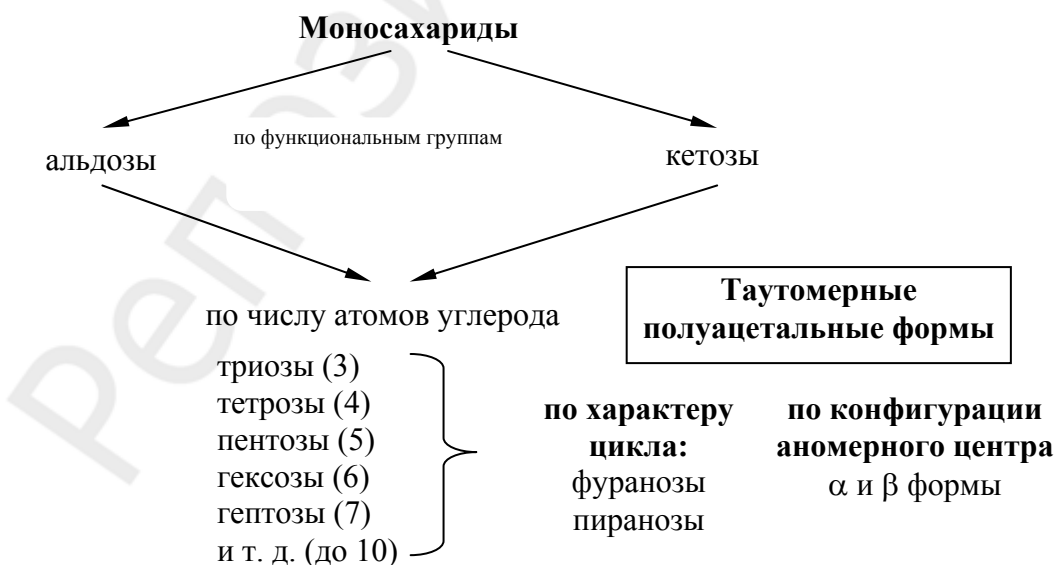 Моносахариды
по функциональным группам
альдозы
кетозы
по числу атомов углерода
триозы (3)
тетрозы (4)
пентозы (5)
гексозы (6)
гептозы (7)
и т. д. (до 10)
Таутомерные
полуацетальные формы
по характеру
цикла:
фуранозы
пиранозы
по конфигурации
аномерного центра
α и β формы